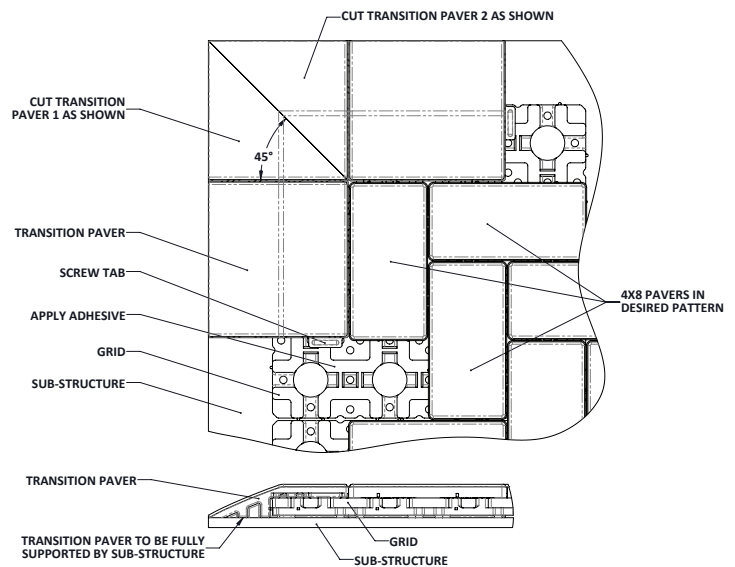 CUT TRANSITION PAVER 2 AS SHOWN
CUT TRANSITION
PAVER 1 AS SHOWN
45°
TRANSITION PAVER
SCREW TAB
APPLY ADHESIVE
GRID
SUB-STRUCTURE
4X8 PAVERS IN
DESIRED PATTERN
TRANSITION PAVER
TRANSITION PAVER TO BE FULLY
SUPPORTED BY SUB-STRUCTURE
GRID
SUB-STRUCTURE